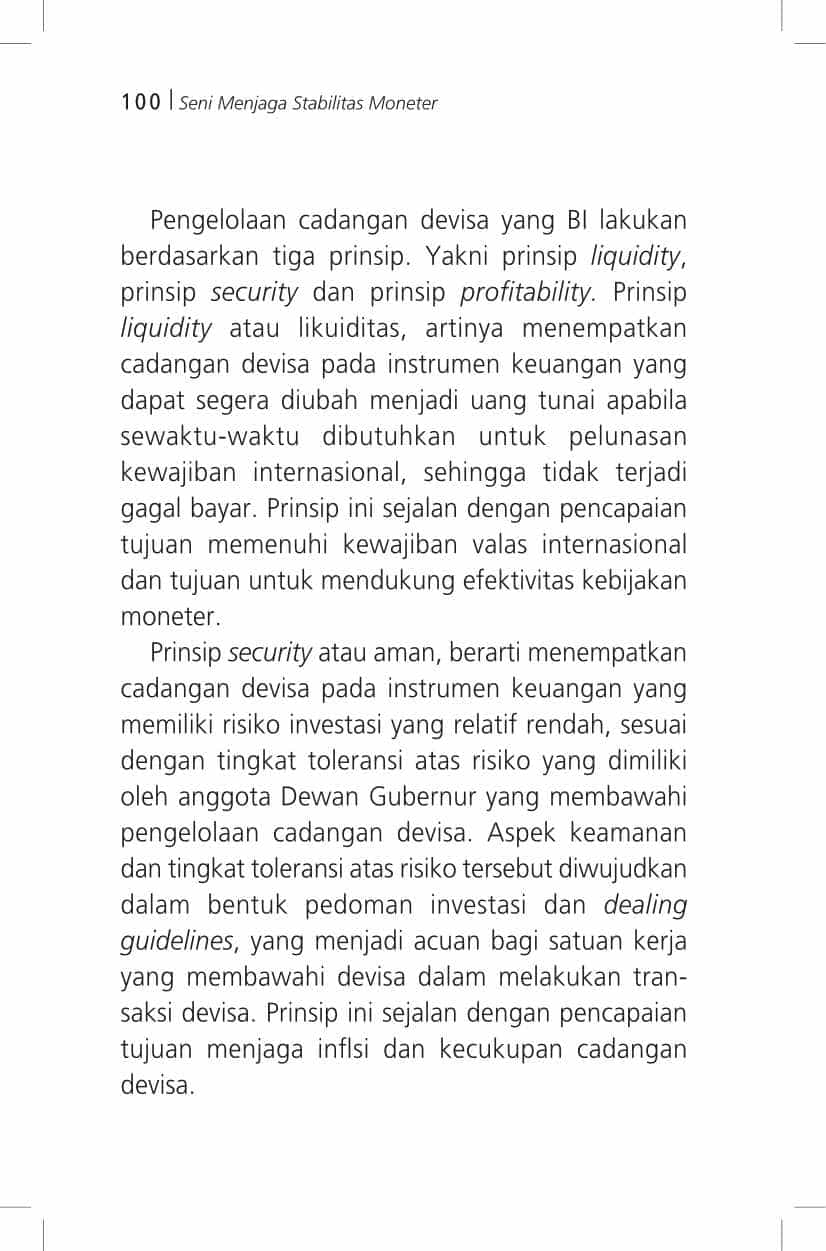 100 | Seni Menjaga Stabilitas Moneter
Pengelolaan cadangan devisa yang BI lakukan
berdasarkan tiga prinsip. Yakni prinsip liquidity,
prinsip security dan prinsip profitability. Prinsip
liquidity atau likuiditas, artinya menempatkan
cadangan devisa pada instrumen keuangan yang
dapat segera diubah menjadi uang tunai apabila
sewaktu-waktu dibutuhkan untuk pelunasan
kewajiban internasional, sehingga tidak terjadi
gagal bayar. Prinsip ini sejalan dengan pencapaian
tujuan memenuhi kewajiban valas internasional
dan tujuan untuk mendukung efektivitas kebijakan
moneter.
Prinsip security atau aman, berarti menempatkan
cadangan devisa pada instrumen keuangan yang
memiliki risiko investasi yang relatif rendah, sesuai
dengan tingkat toleransi atas risiko yang dimiliki
oleh anggota Dewan Gubernur yang membawahi
pengelolaan cadangan devisa. Aspek keamanan
dan tingkat toleransi atas risiko tersebut diwujudkan
dalam bentuk pedoman investasi dan dealing
guidelines, yang menjadi acuan bagi satuan kerja
yang membawahi devisa dalam melakukan tran-
saksi devisa. Prinsip ini sejalan dengan pencapaian
tujuan menjaga inflsi dan kecukupan cadangan
devisa.